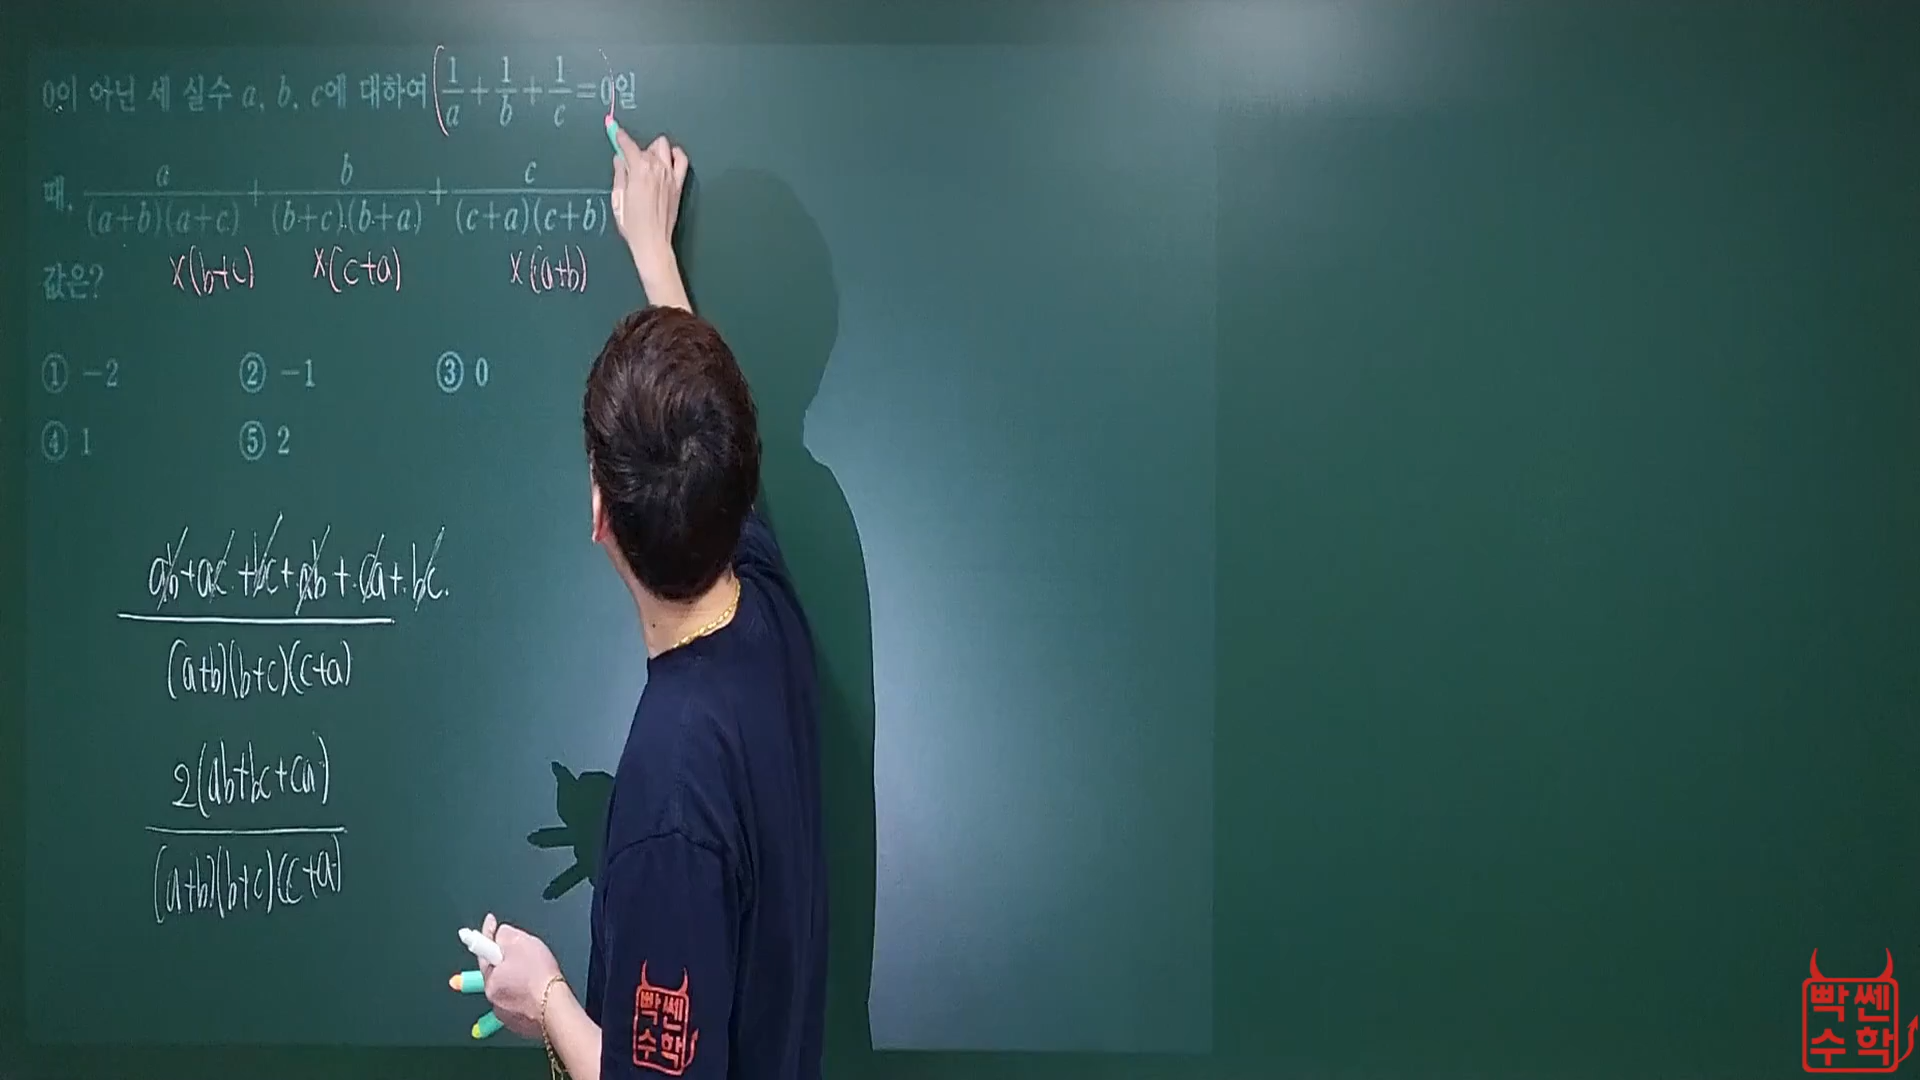 0이 아닌 세 실수 a, b, c에 대하여 (1/a + 1/b + 1/c = 0)일
때, a/(a+b)(a+c) + b/(b+c)(b+a) + c/(c+a)(c+b)
값은? ×(b+c) ×(c+a) ×(a+b)
① -2 ② -1 ③ 0
④ 1 ⑤ 2
ab+ac+bc+ab+ca+bc
(a+b)(b+c)(c+a)
2(ab+bc+ca)
(a+b)(b+c)(c+a)
빡쎈
수학
빡쎈
수학